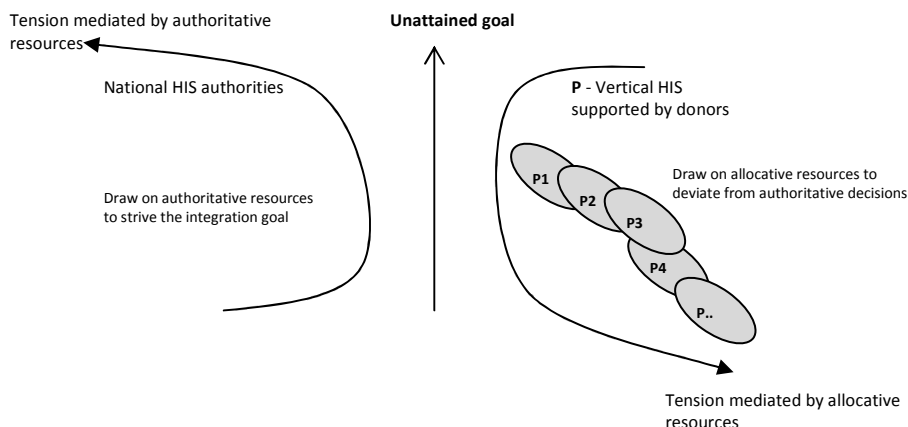 Tension mediated by authoritative
resources
Unattained goal
National HIS authorities
P - Vertical HIS
supported by donors
Draw on authoritative resources
to strive the integration goal
P1
P2
P3
P4
P..
Draw on allocative resources to
deviate from authoritative decisions
Tension mediated by allocative
resources